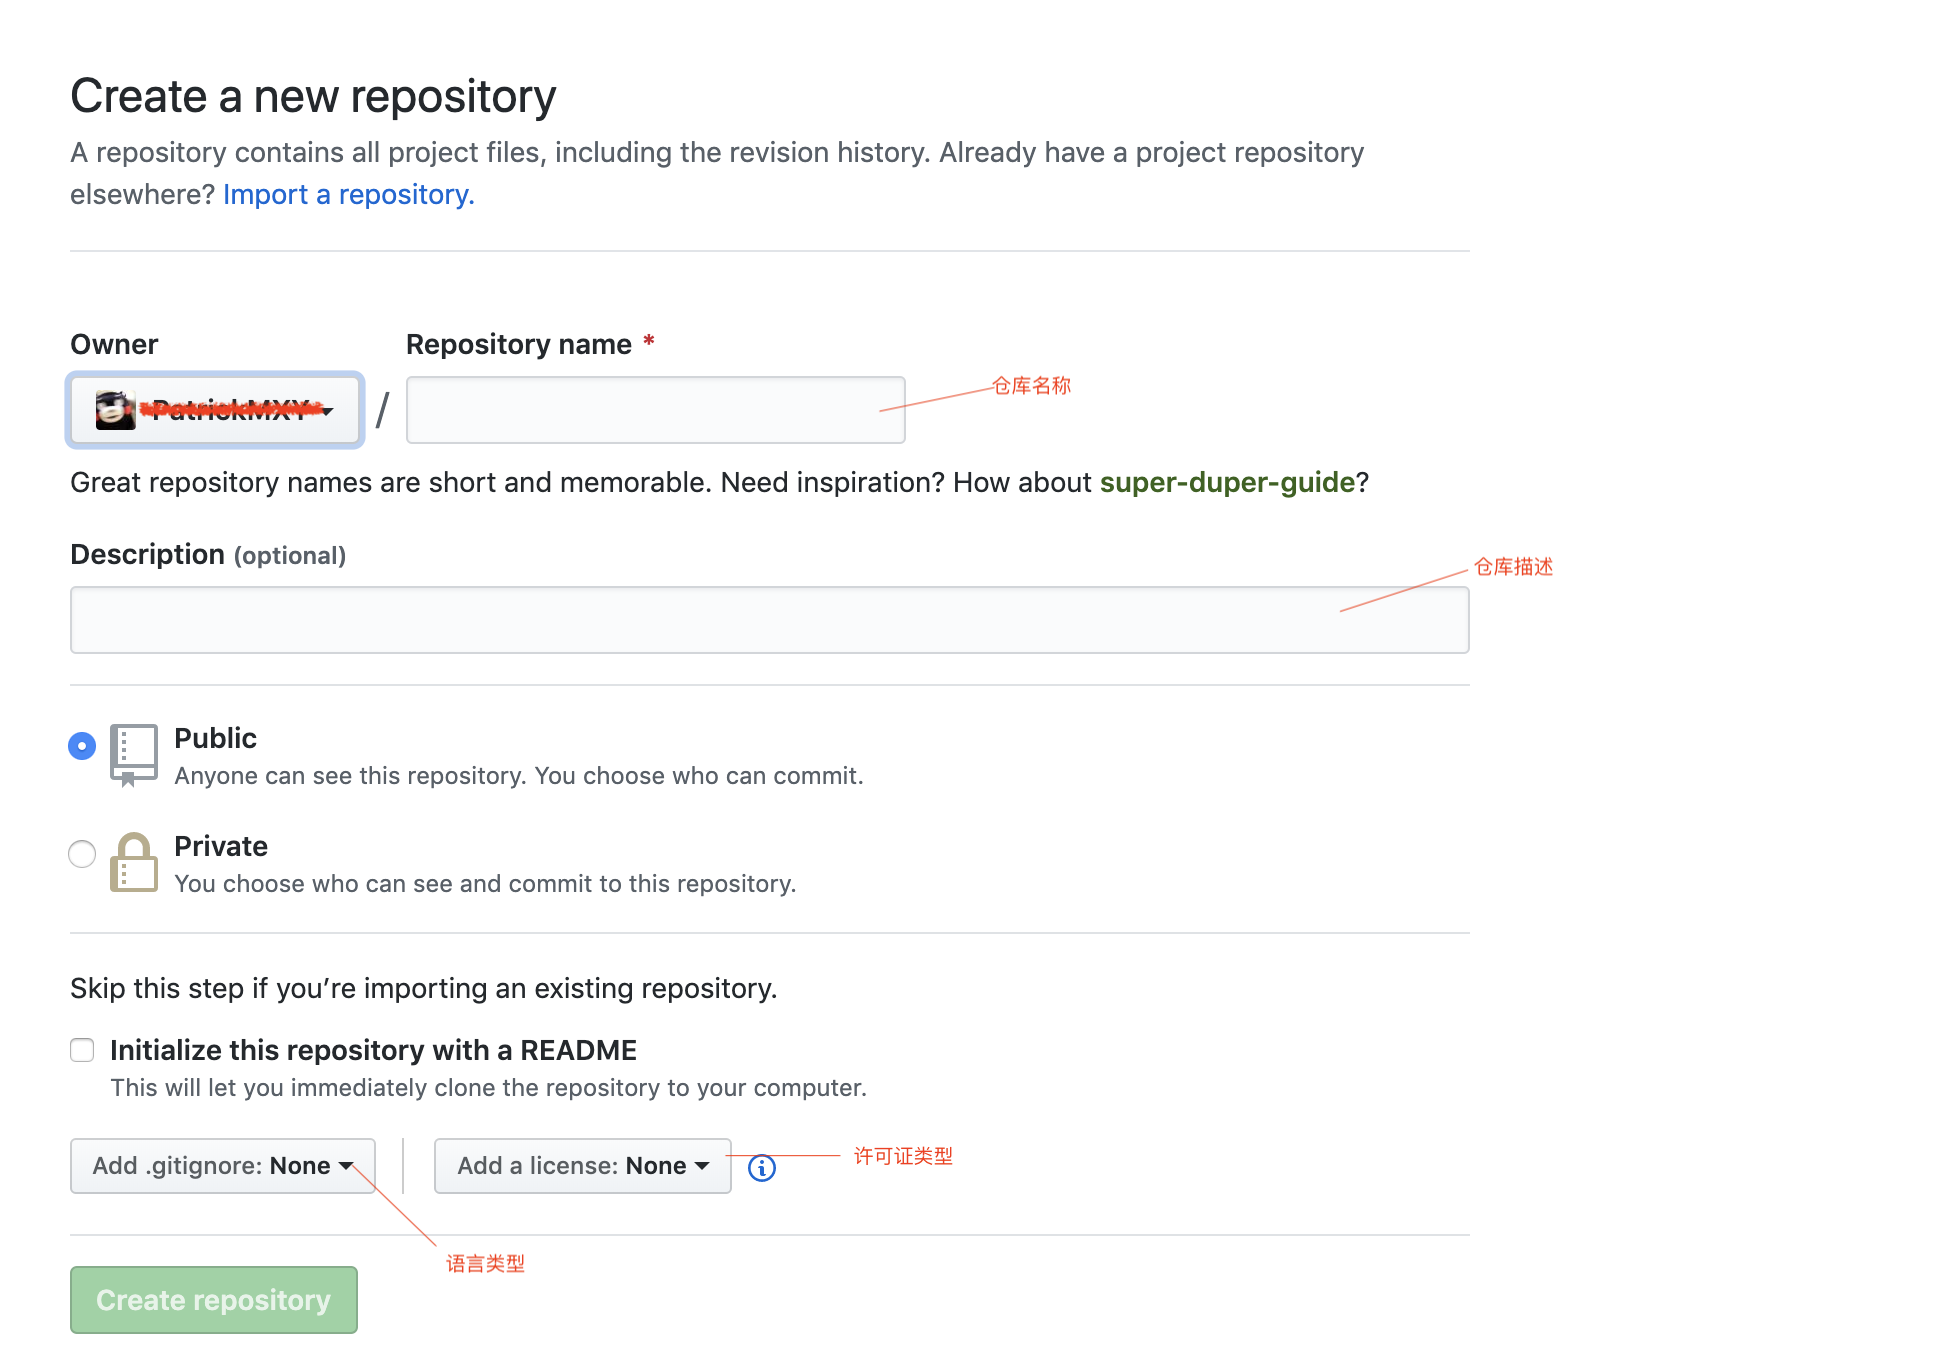 Create a new repository
A repository contains all project files, including the revision history. Already have a project repository
elsewhere? Import a repository.
Owner
Repository name *
PatrickMXY
/
仓库名称
Great repository names are short and memorable. Need inspiration? How about super-duper-guide?
Description (optional)
仓库描述
Public
Anyone can see this repository. You choose who can commit.
Private
You choose who can see and commit to this repository.
Skip this step if you’re importing an existing repository.
Initialize this repository with a README
This will let you immediately clone the repository to your computer.
Add .gitignore: None
Add a license: None
许可证类型
语言类型
Create repository